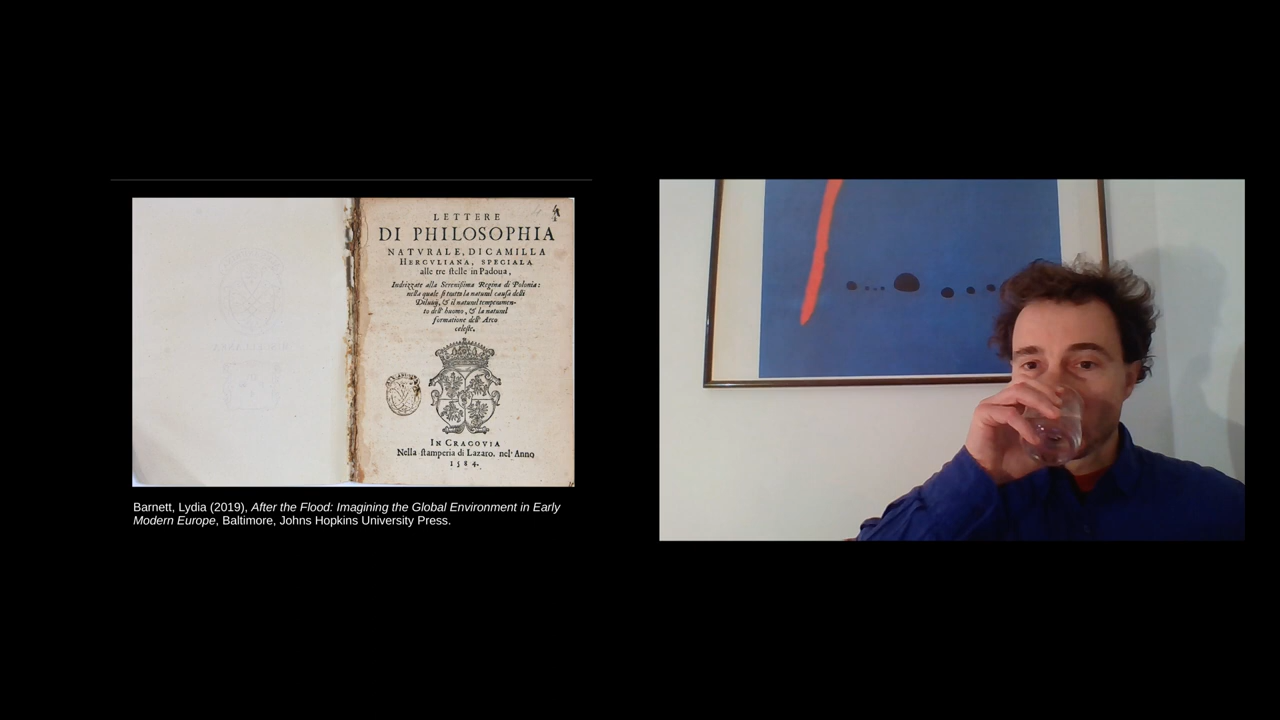 LETTERE
DI PHILOSOPHIA
NATVRALE, DI CAMILLA
HERCVLIANA, SPECIALA
alle tre stelle in Padoua,
Indrizzate alla Serenissima Regina di Polonia:
nella quale si tratta la natural causa delli
Diluuij, & il natural temperamen-
to dell' huomo, & la natural
formatione dell' Arco
celeste.
IN CRACOVIA
Nella stamperia di Lazaro, nel' Anno
1584.
Barnett, Lydia (2019), After the Flood: Imagining the Global Environment in Early
Modern Europe, Baltimore, Johns Hopkins University Press.